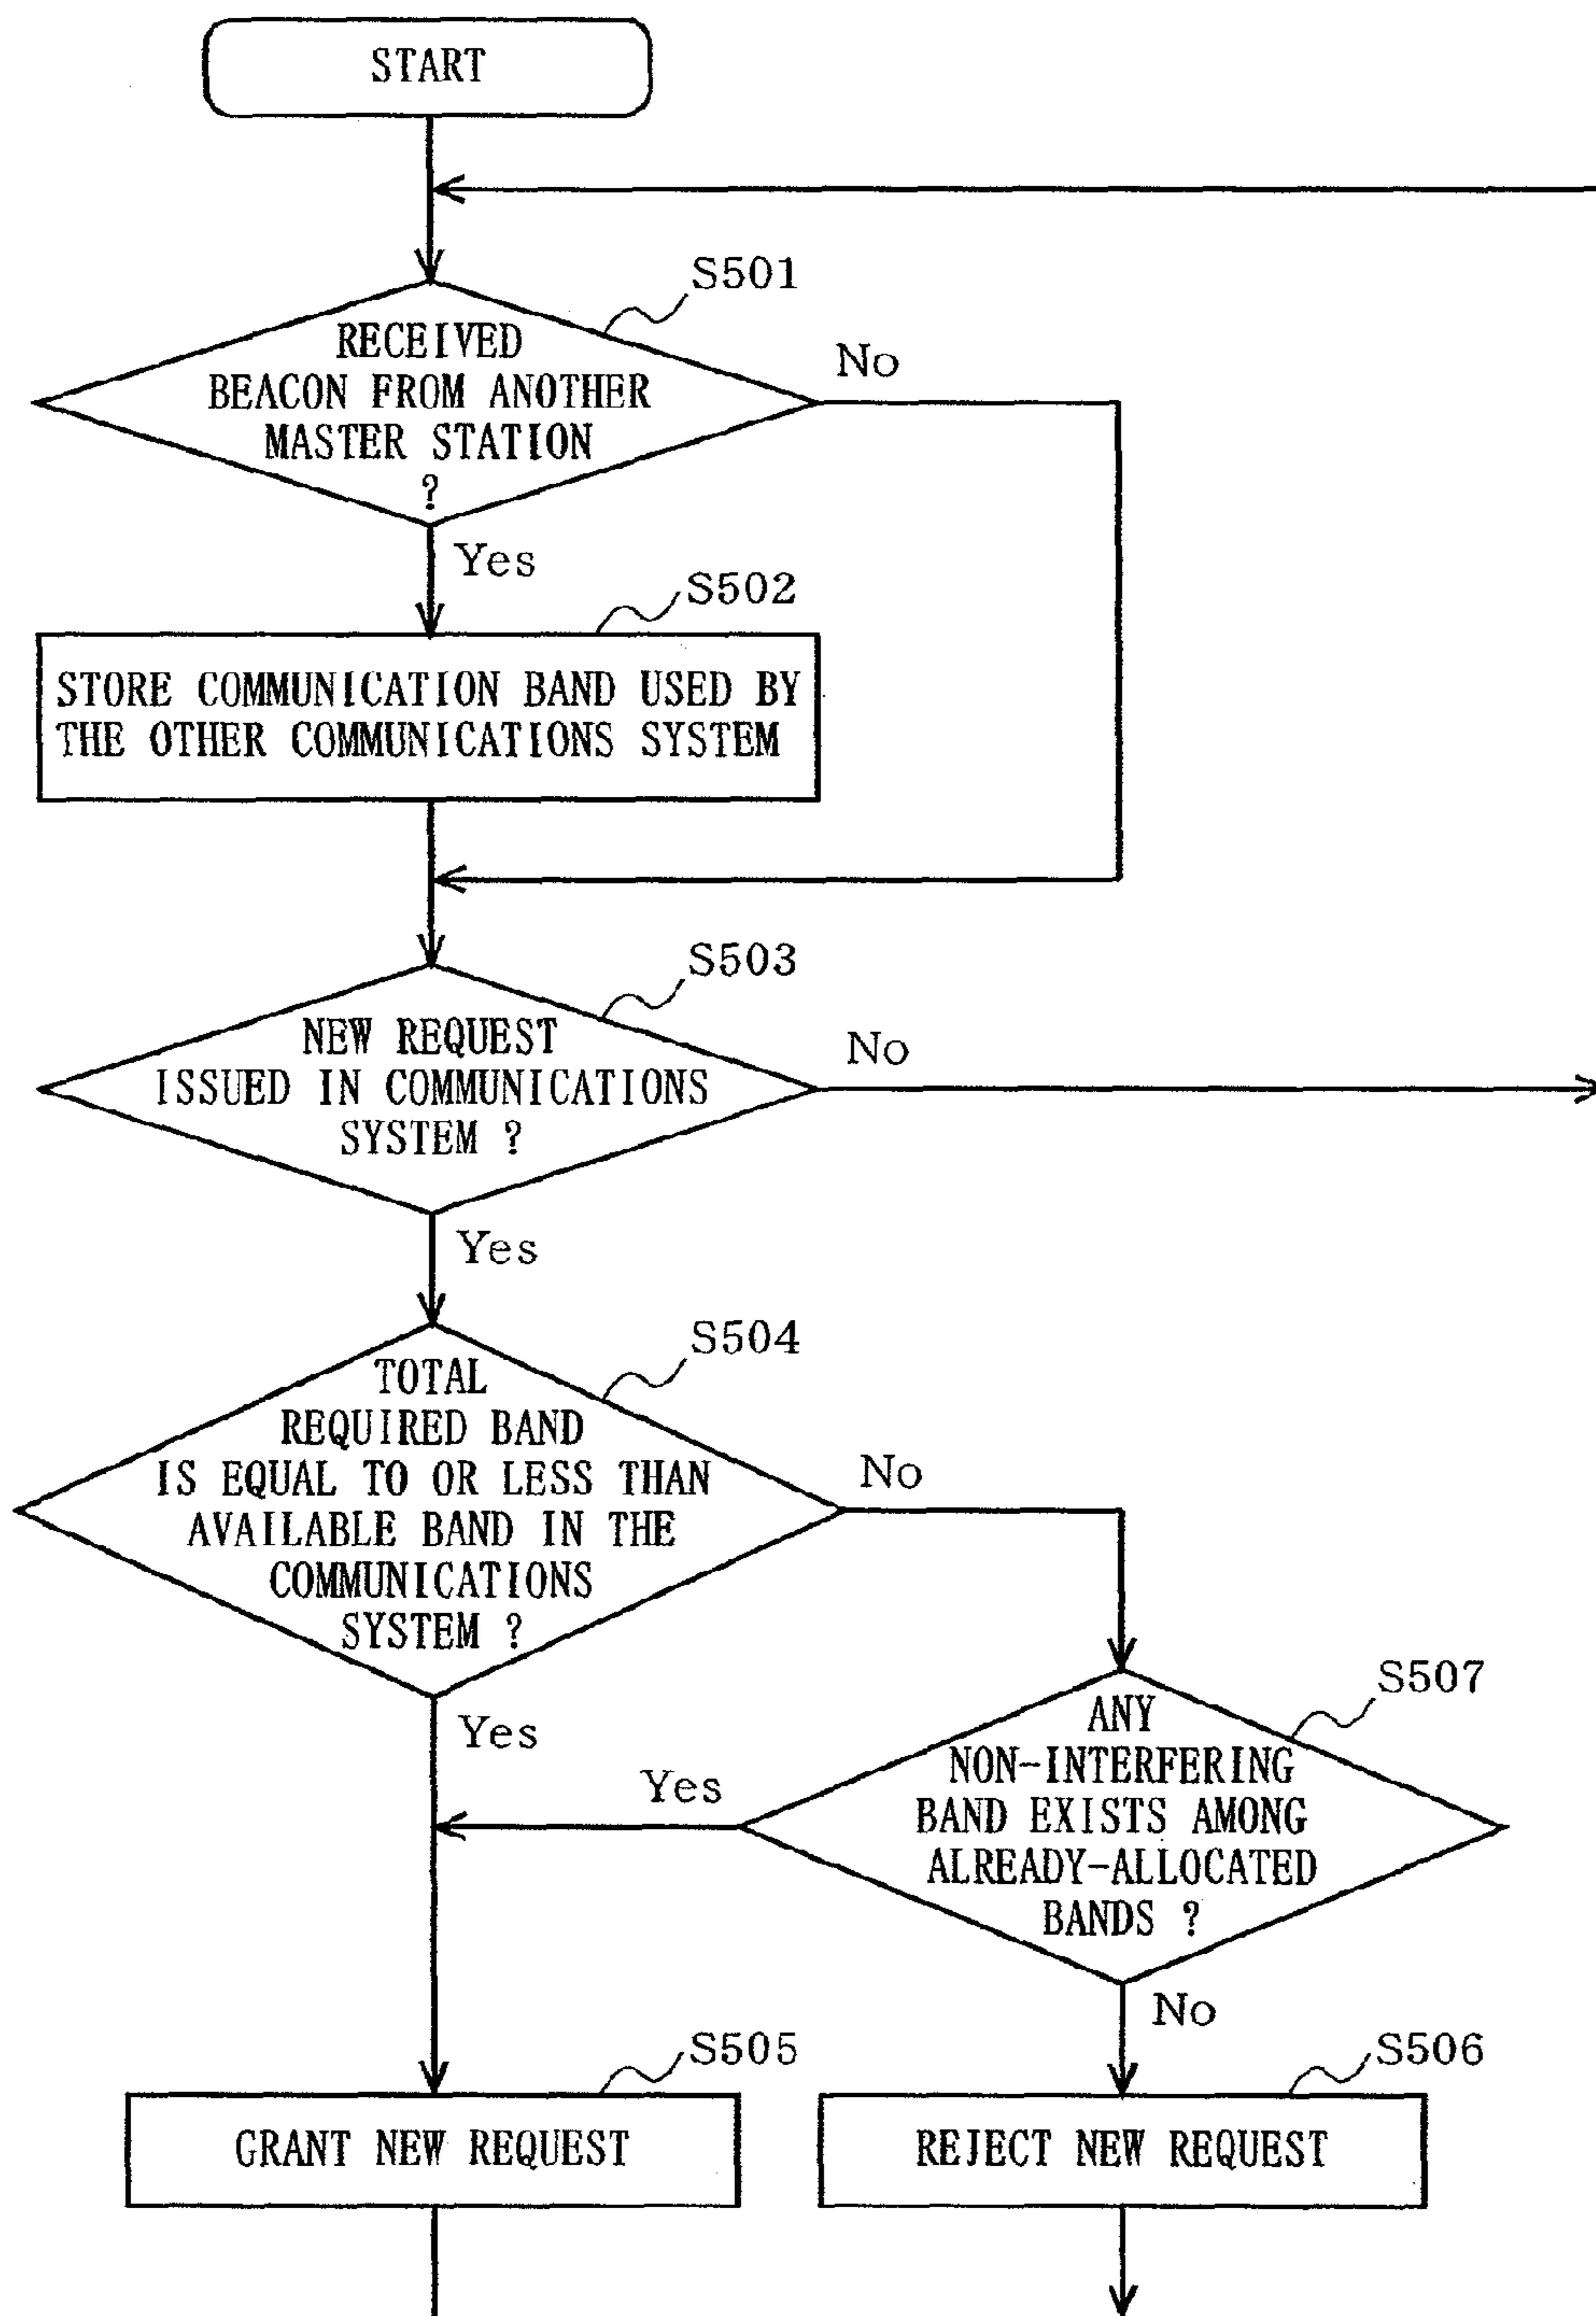 START
S501
RECEIVED
BEACON FROM ANOTHER
MASTER STATION
?
No
Yes
S502
STORE COMMUNICATION BAND USED BY
THE OTHER COMMUNICATIONS SYSTEM
S503
NEW REQUEST
ISSUED IN COMMUNICATIONS
SYSTEM ?
No
Yes
S504
TOTAL
REQUIRED BAND
IS EQUAL TO OR LESS THAN
AVAILABLE BAND IN THE
COMMUNICATIONS
SYSTEM ?
No
Yes
S507
ANY
NON-INTERFERING
BAND EXISTS AMONG
ALREADY-ALLOCATED
BANDS ?
Yes
No
S505
GRANT NEW REQUEST
S506
REJECT NEW REQUEST